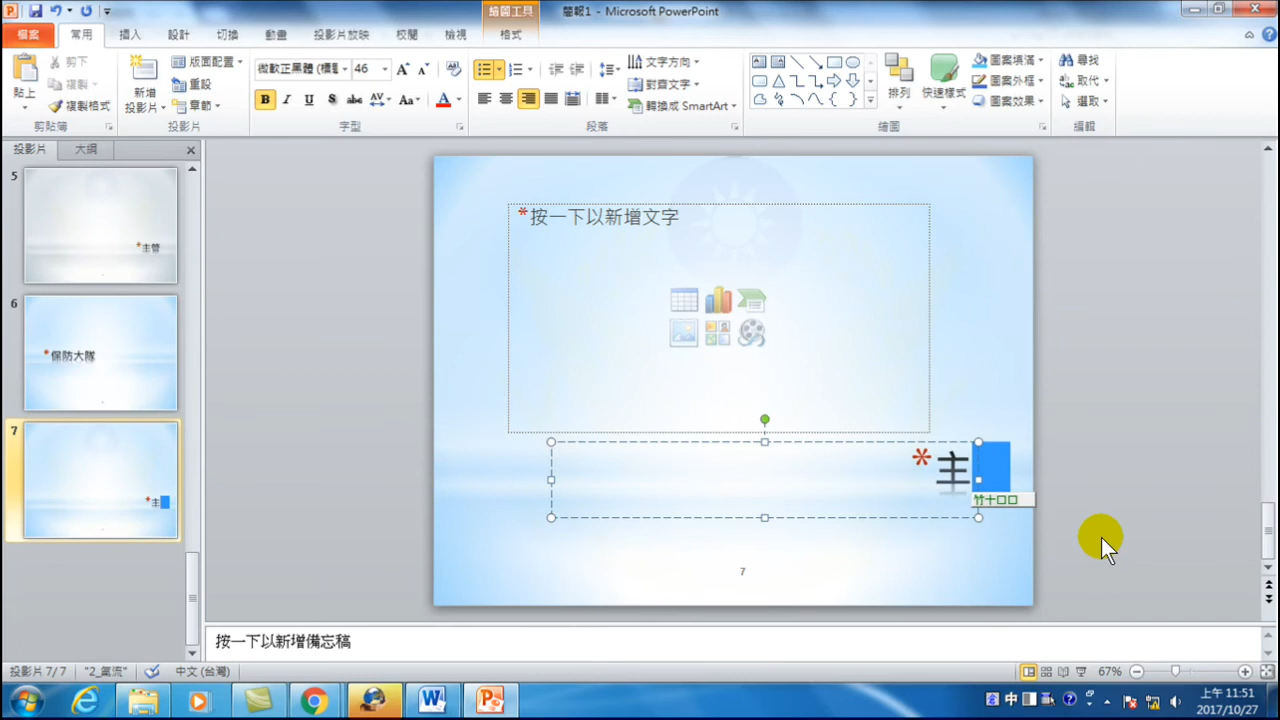 繪圖工具
簡報1 - Microsoft PowerPoint
檔案
常用
插入
設計
切換
動畫
投影片放映
校閱
檢視
格式
貼上
剪下
複製
複製格式
剪貼簿
新增
投影片
版面配置
重設
章節
投影片
微軟正黑體 (標題
46
B I U S abc AV Aa A
字型
文字方向
對齊文字
轉換成 SmartArt
段落
排列
快速樣式
圖案填滿
圖案外框
圖案效果
繪圖
尋找
取代
選取
編輯
投影片
大綱
5
*主管
6
*保防大隊
7
*主
*按一下以新增文字
*主
竹十口口
7
按一下以新增備忘稿
投影片 7/7
"2_氣流"
中文 (台灣)
67%
中
上午 11:51
2017/10/27